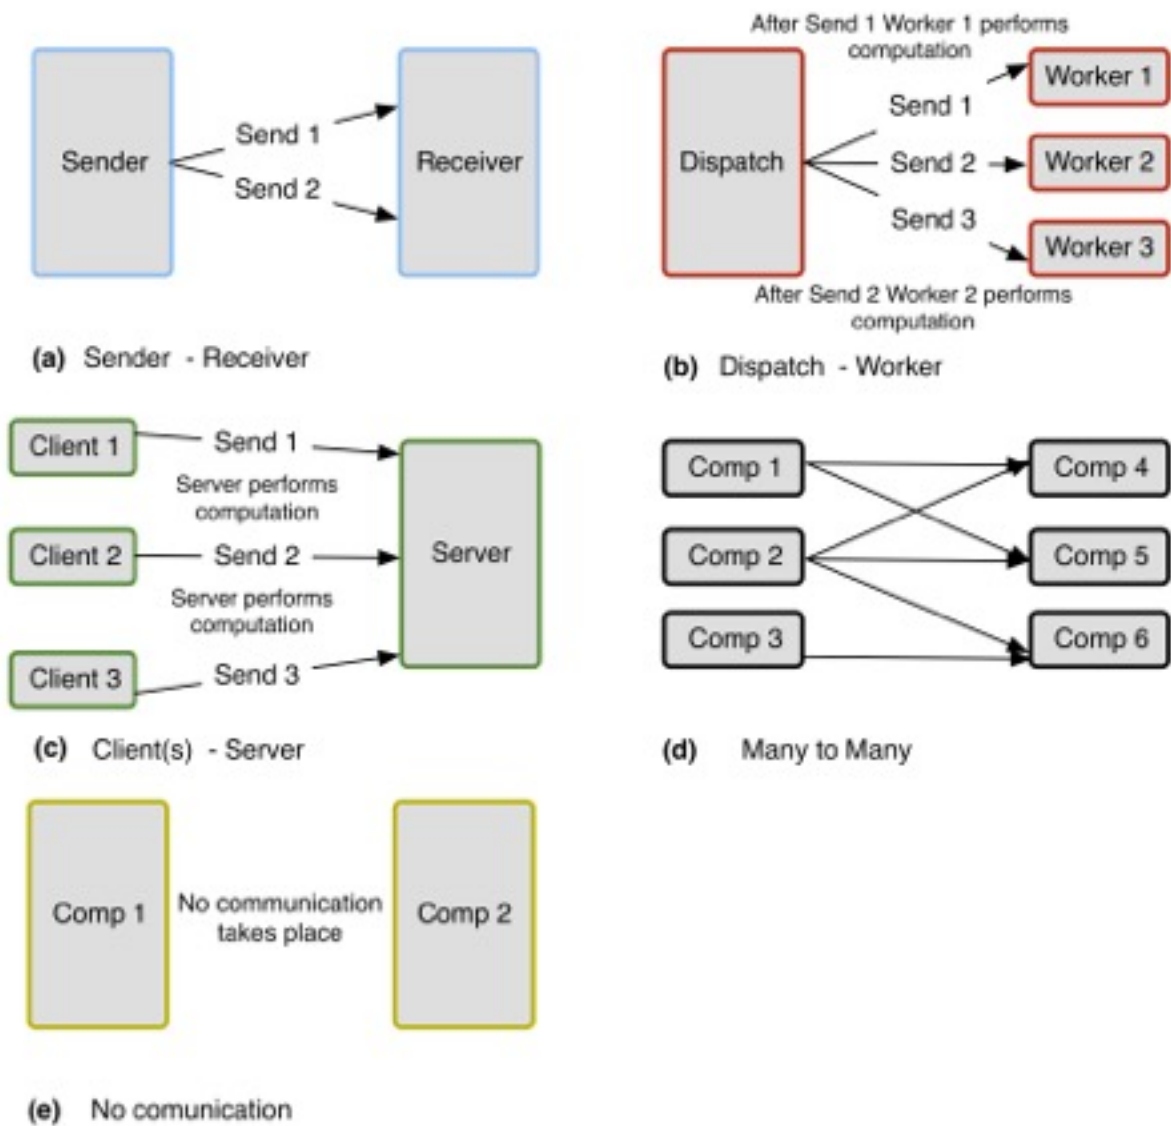 Sender
Send 1
Send 2
Receiver
(a) Sender - Receiver
After Send 1 Worker 1 performs
computation
Dispatch
Send 1
Send 2
Send 3
Worker 1
Worker 2
Worker 3
After Send 2 Worker 2 performs
computation
(b) Dispatch - Worker
Client 1
Send 1
Server performs
computation
Client 2
Send 2
Server
Server performs
computation
Client 3
Send 3
(c) Client(s) - Server
Comp 1
Comp 2
Comp 3
Comp 4
Comp 5
Comp 6
(d) Many to Many
Comp 1
No communication
takes place
Comp 2
(e) No comunication